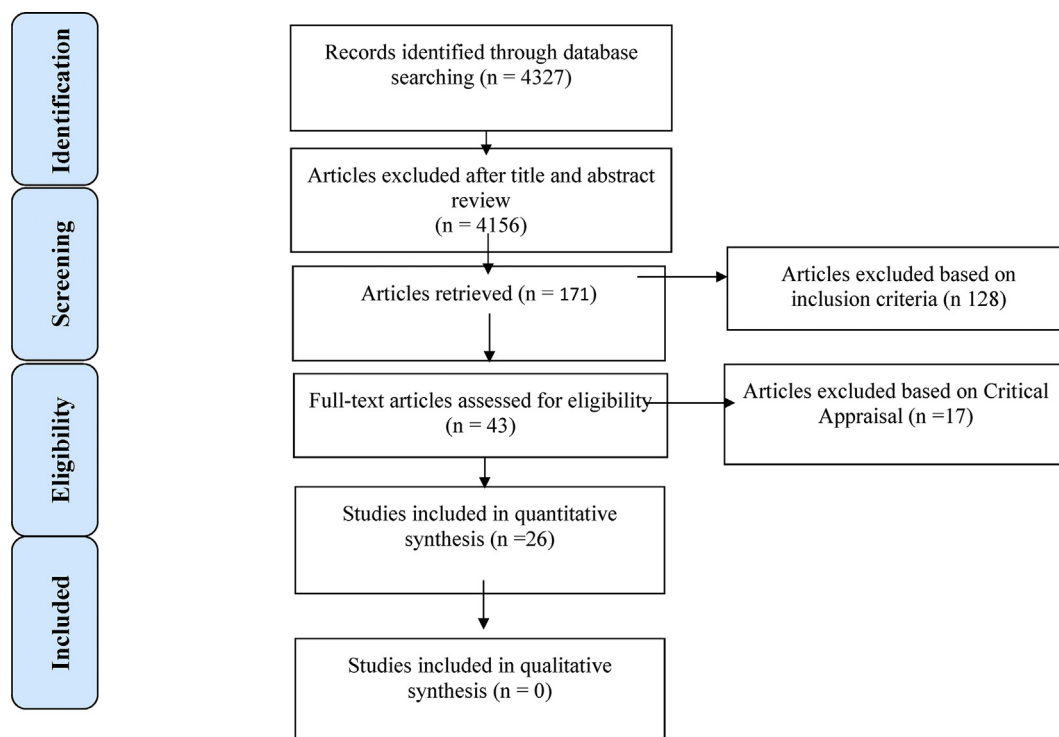 Identification
Records identified through database
searching (n = 4327)
Articles excluded after title and abstract
review
(n = 4156)
Screening
Articles retrieved (n = 171)
Articles excluded based on
inclusion criteria (n 128)
Eligibility
Full-text articles assessed for eligibility
(n = 43)
Articles excluded based on Critical
Appraisal (n =17)
Studies included in quantitative
synthesis (n =26)
Included
Studies included in qualitative
synthesis (n = 0)